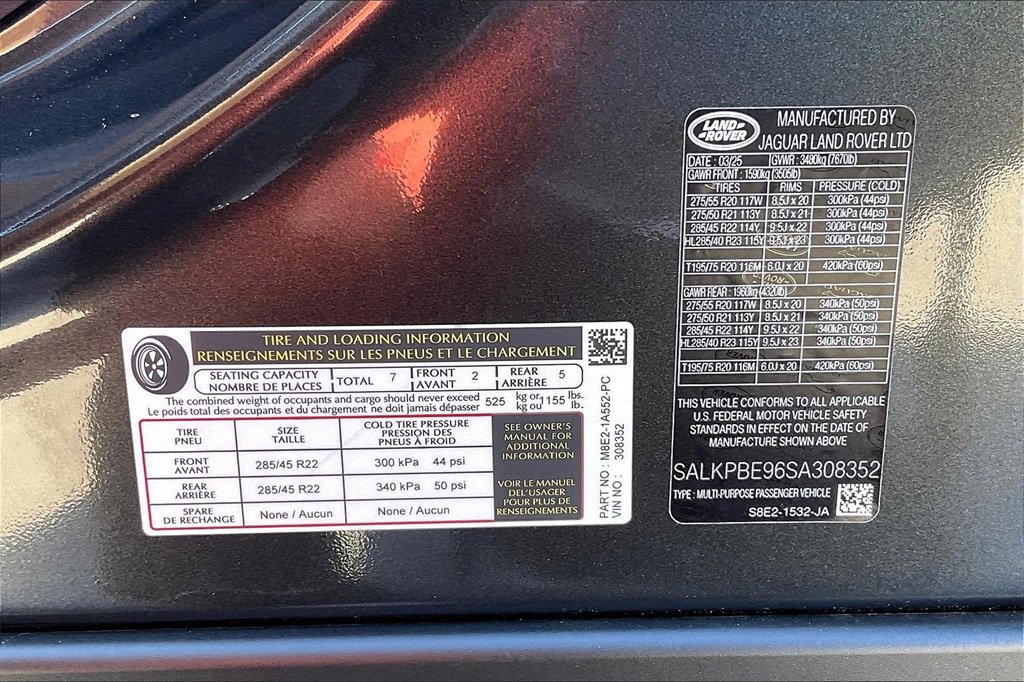 TIRE AND LOADING INFORMATION
RENSEIGNEMENTS SUR LES PNEUS ET LE CHARGEMENT
SEATING CAPACITY
NOMBRE DE PLACES
TOTAL 7
FRONT
AVANT 2
REAR
ARRIÈRE 5
The combined weight of occupants and cargo should never exceed 525 kg or 1155 lbs.
Le poids total des occupants et du chargement ne doit jamais dépasser kg ou lb.
TIRE
PNEU
SIZE
TAILLE
COLD TIRE PRESSURE
PRESSION DES
PNEUS À FROID
FRONT
AVANT
285/45 R22
300 kPa 44 psi
REAR
ARRIÈRE
285/45 R22
340 kPa 50 psi
SPARE
DE RECHANGE
None / Aucun
None / Aucun
SEE OWNER'S
MANUAL FOR
ADDITIONAL
INFORMATION
VOIR LE MANUEL
DEL'USAGER
POUR PLUS DE
RENSEIGNEMENTS
PART NO : M8E2-1A552-PC
VIN NO : 308352
LAND ROVER
MANUFACTURED BY
JAGUAR LAND ROVER LTD
DATE : 03/25 GVWR : 3480kg (7670lb)
GAWR FRONT : 1590kg (3505lb)
TIRES RIMS PRESSURE (COLD)
275/55 R20 117W 8.5J x 20 300kPa (44psi)
275/50 R21 113Y 8.5J x 21 300kPa (44psi)
285/45 R22 114Y 9.5J x 22 300kPa (44psi)
HL285/40 R23 115Y 9.5J x 23 300kPa (44psi)
T195/75 R20 116M 6.0J x 20 420kPa (60psi)
GAWR REAR : 1960kg (4320lb)
275/55 R20 117W 8.5J x 20 340kPa (50psi)
275/50 R21 113Y 8.5J x 21 340kPa (50psi)
285/45 R22 114Y 9.5J x 22 340kPa (50psi)
HL285/40 R23 115Y 9.5J x 23 340kPa (50psi)
T195/75 R20 116M 6.0J x 20 420kPa (60psi)
THIS VEHICLE CONFORMS TO ALL APPLICABLE
U.S. FEDERAL MOTOR VEHICLE SAFETY
STANDARDS IN EFFECT ON THE DATE OF
MANUFACTURE SHOWN ABOVE
SALKPBE96SA308352
TYPE : MULTI-PURPOSE PASSENGER VEHICLE
S8E2-1532-JA